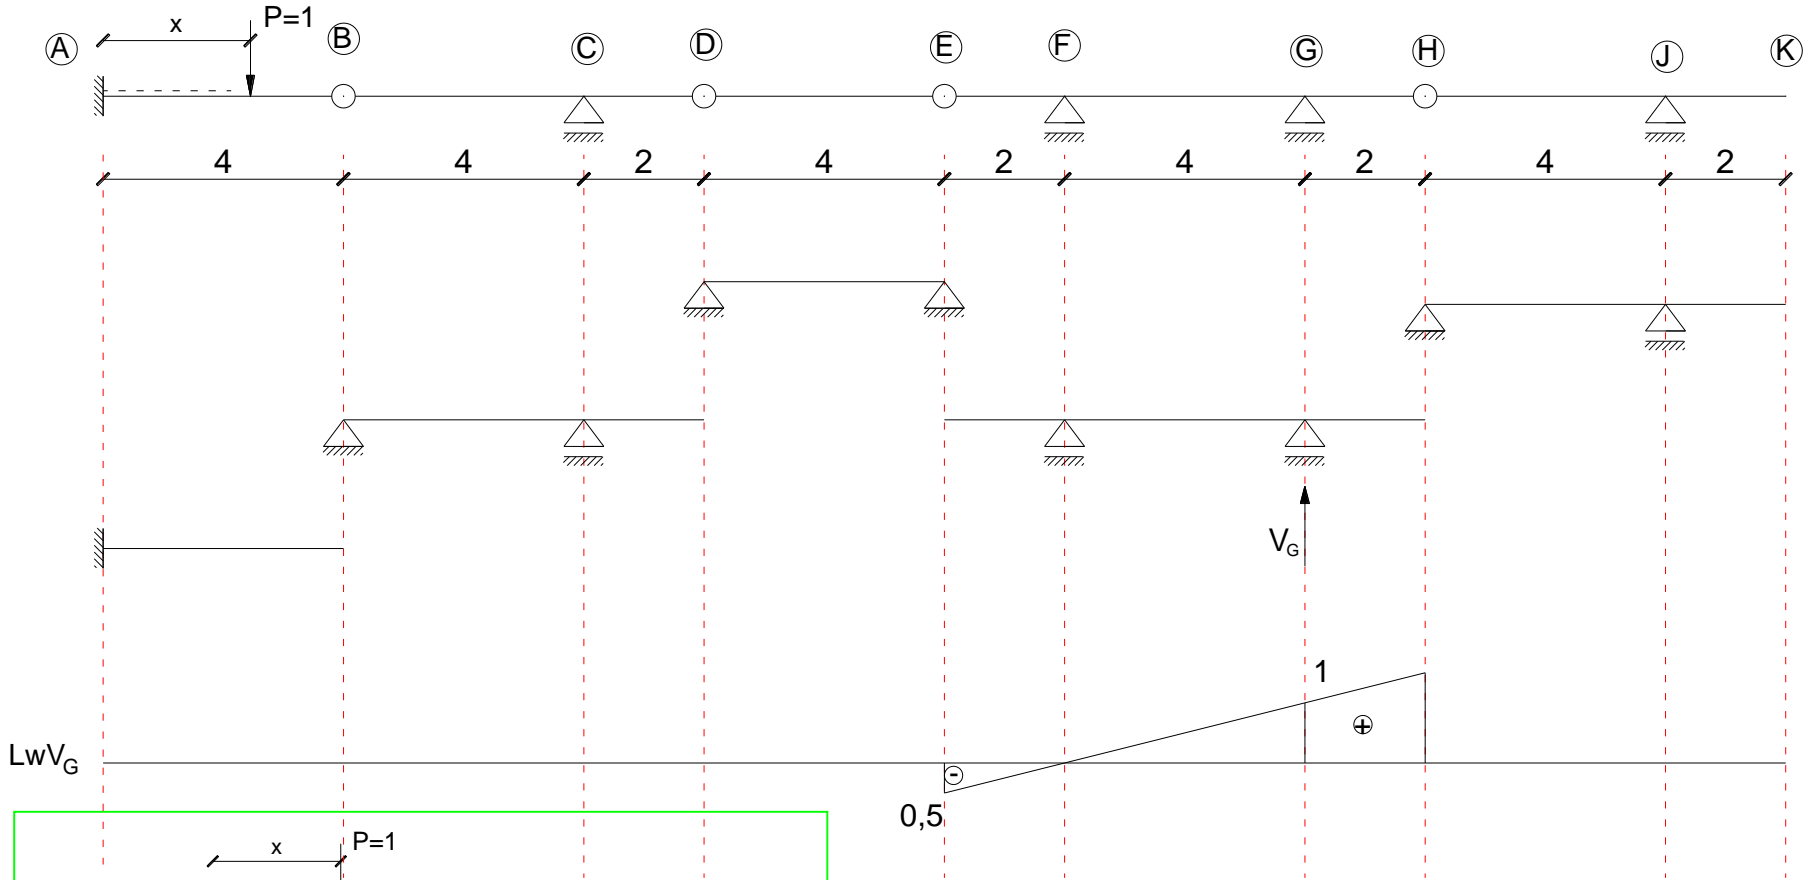 x P=1
A B C D E F G H J K
4 4 2 4 2 4 2 4 2
V_G
1
+
LwV_G
-
0,5
x P=1